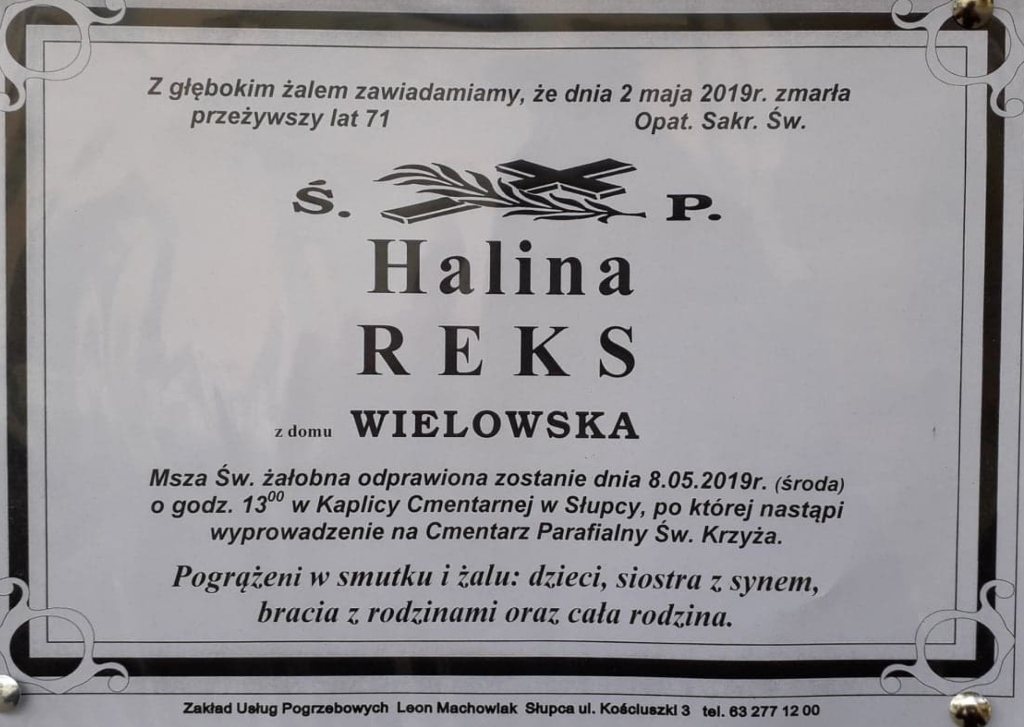 Z głębokim żalem zawiadamiamy, że dnia 2 maja 2019r. zmarła
przeżywszy lat 71 Opat. Sakr. Św.
Ś. P.
Halina
REKS
z domu WIELOWSKA
Msza Św. żałobna odprawiona zostanie dnia 8.05.2019r. (środa)
o godz. 13⁰⁰ w Kaplicy Cmentarnej w Słupcy, po której nastąpi
wyprowadzenie na Cmentarz Parafialny Św. Krzyża.
Pogrążeni w smutku i żalu: dzieci, siostra z synem,
bracia z rodzinami oraz cała rodzina.
Zakład Usług Pogrzebowych Leon Machowiak Słupca ul. Kościuszki 3 tel. 63 277 12 00